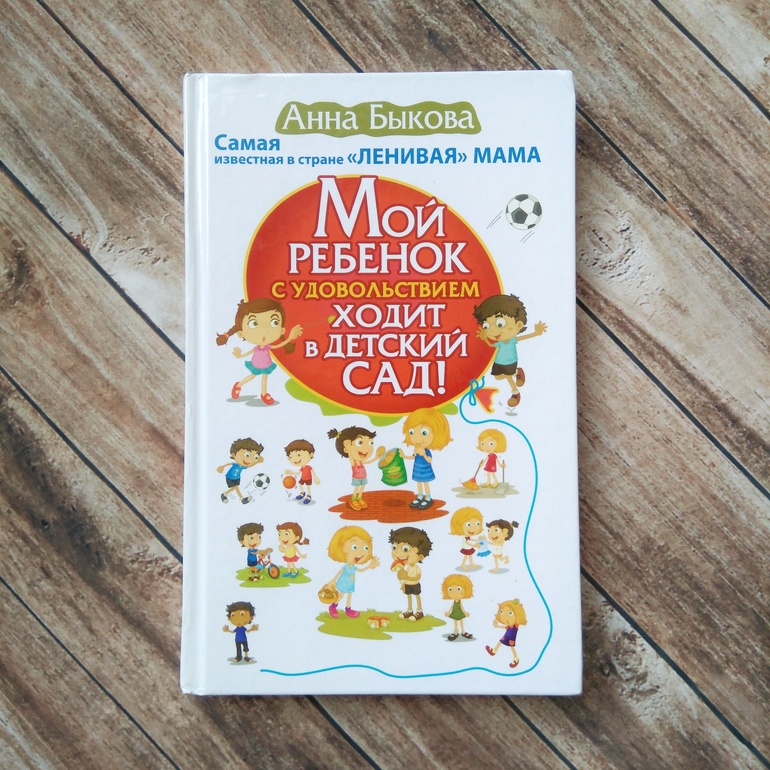 Анна Быкова
Самая
известная в стране «ЛЕНИВАЯ» МАМА
Мой
РЕБЕНОК
С УДОВОЛЬСТВИЕМ
ХОДИТ
В ДЕТСКИЙ
САД!